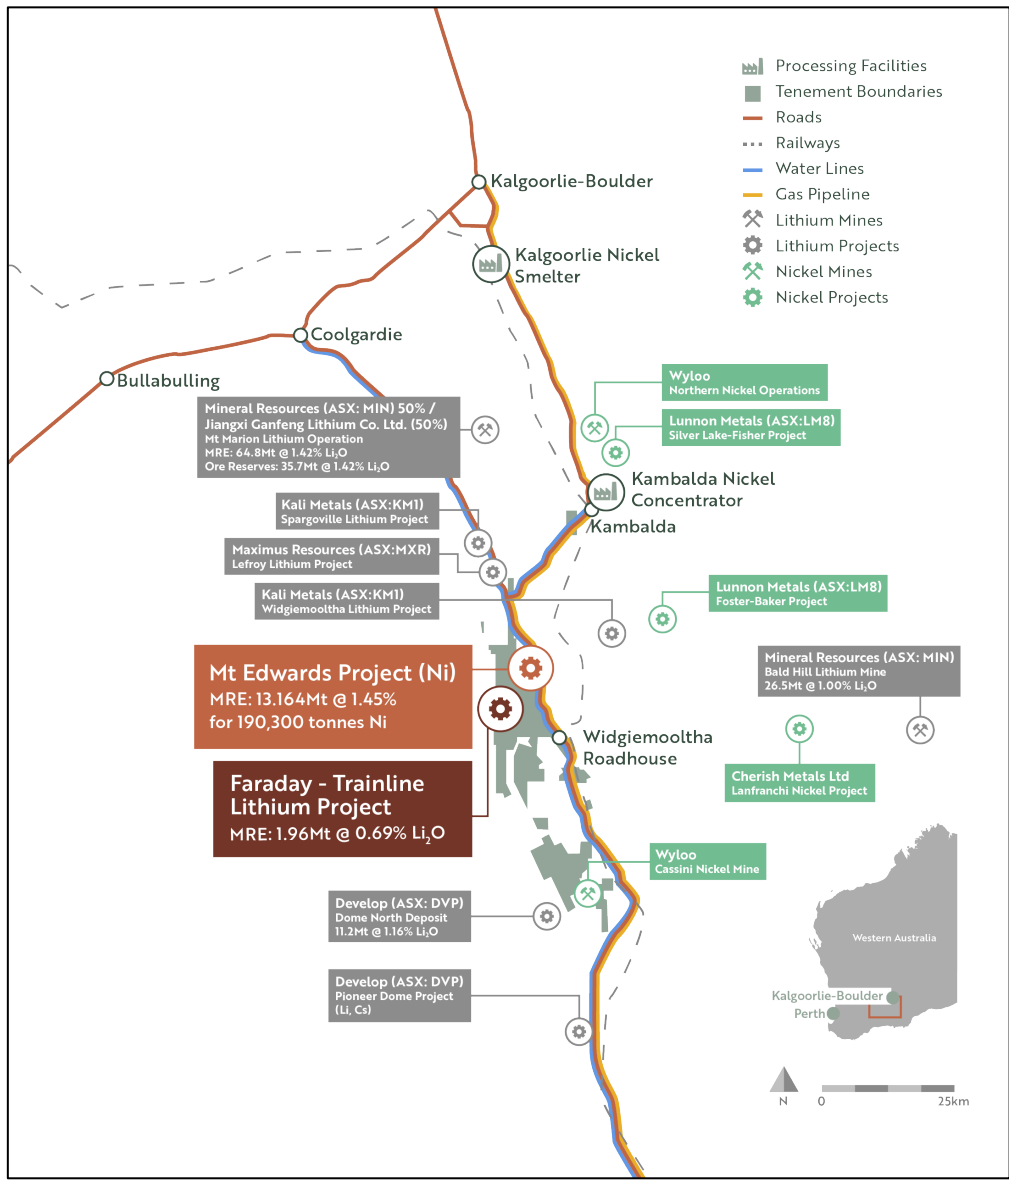 Processing Facilities
Tenement Boundaries
Roads
Railways
Water Lines
Gas Pipeline
Lithium Mines
Lithium Projects
Nickel Mines
Nickel Projects
Kalgoorlie-Boulder
Kalgoorlie Nickel
Smelter
Coolgardie
Bullabulling
Wyloo
Northern Nickel Operations
Mineral Resources (ASX: MIN) 50% /
Jiangxi Ganfeng Lithium Co. Ltd. (50%)
Mt Marion Lithium Operation
MRE: 64.8Mt @ 1.42% Li₂O
Ore Reserves: 35.7Mt @ 1.42% Li₂O
Lunnon Metals (ASX:LM8)
Silver Lake-Fisher Project
Kambalda Nickel
Concentrator
Kambalda
Kali Metals (ASX:KM1)
Spargoville Lithium Project
Maximus Resources (ASX:MXR)
Lefroy Lithium Project
Kali Metals (ASX:KM1)
Widgiemooltha Lithium Project
Lunnon Metals (ASX:LM8)
Foster-Baker Project
Mt Edwards Project (Ni)
MRE: 13.164Mt @ 1.45%
for 190,300 tonnes Ni
Mineral Resources (ASX: MIN)
Bald Hill Lithium Mine
26.5Mt @ 1.00% Li₂O
Widgiemooltha
Roadhouse
Cherish Metals Ltd
Lanfranchi Nickel Project
Faraday - Trainline
Lithium Project
MRE: 1.96Mt @ 0.69% Li₂O
Wyloo
Cassini Nickel Mine
Develop (ASX: DVP)
Dome North Deposit
11.2Mt @ 1.16% Li₂O
Develop (ASX: DVP)
Pioneer Dome Project
(Li, Cs)
Western Australia
Kalgoorlie-Boulder
Perth
N
0
25km